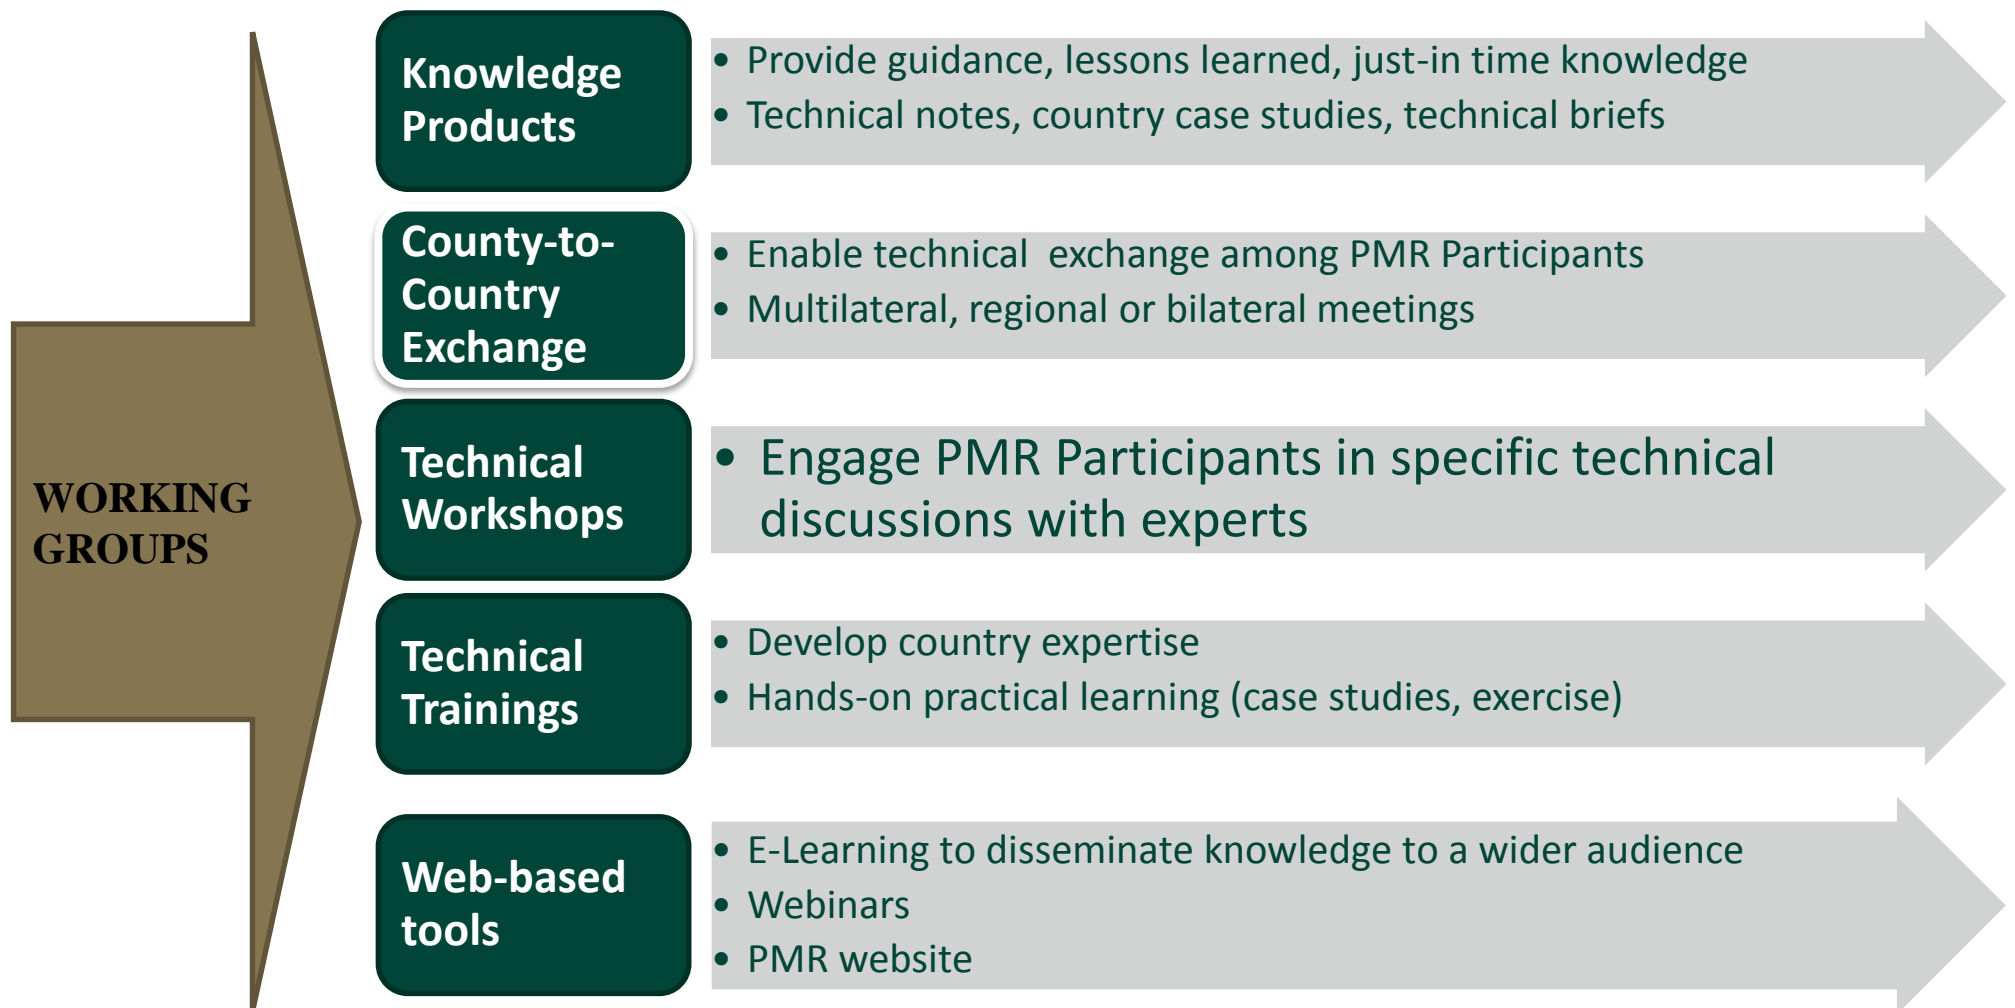 WORKING
GROUPS
Knowledge
Products
• Provide guidance, lessons learned, just-in time knowledge
• Technical notes, country case studies, technical briefs
County-to-
Country
Exchange
• Enable technical  exchange among PMR Participants
• Multilateral, regional or bilateral meetings
Technical
Workshops
• Engage PMR Participants in specific technical
discussions with experts
Technical
Trainings
• Develop country expertise
• Hands-on practical learning (case studies, exercise)
Web-based
tools
• E-Learning to disseminate knowledge to a wider audience
• Webinars
• PMR website